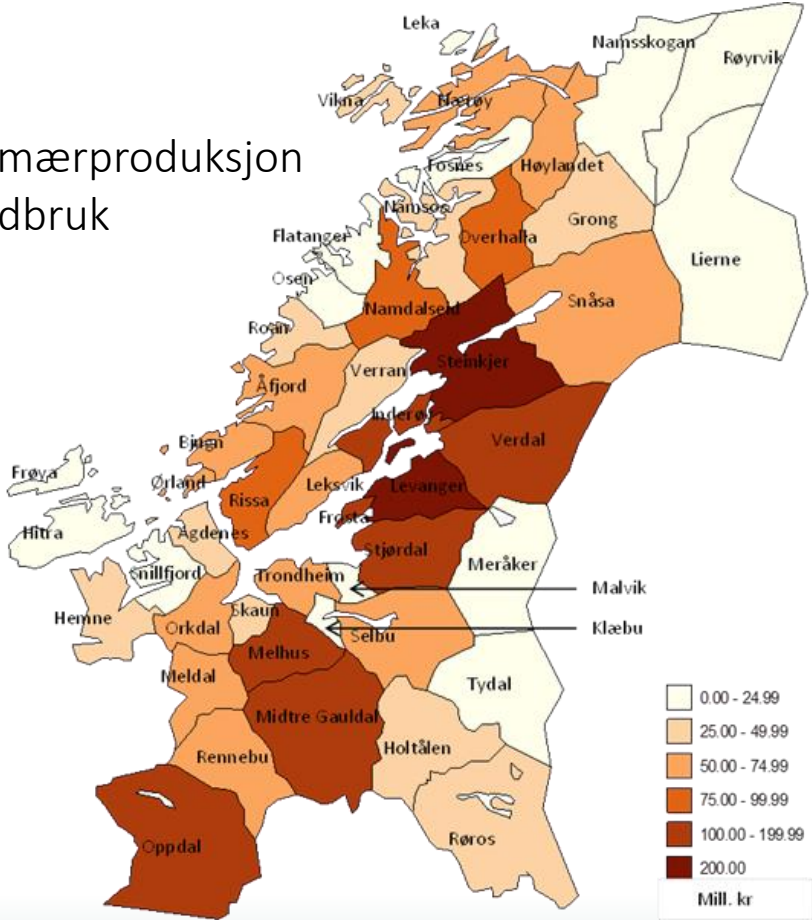 mærproduksjon
dbruk
Leka
Namsskogan
Røyrvik
Vikna
Nærøy
Fosnes
Høylandet
Namsos
Grong
Flatanger
Overhalla
Lierne
Osen
Snåsa
Namdalseid
Roan
Steinkjer
Verran
Åfjord
Inderøy
Verdal
Bjugn
Frøya
Ørland
Leksvik
Levanger
Rissa
Frosta
Hitra
Agdenes
Stjørdal
Meråker
Snillfjord
Trondheim
Malvik
Hemne
Skaun
Orkdal
Selbu
Klæbu
Melhus
Meldal
Tydal
Midtre Gauldal
Holtålen
Rennebu
Røros
Oppdal
0.00 - 24.99
25.00 - 49.99
50.00 - 74.99
75.00 - 99.99
100.00 - 199.99
200.00
Mill. kr